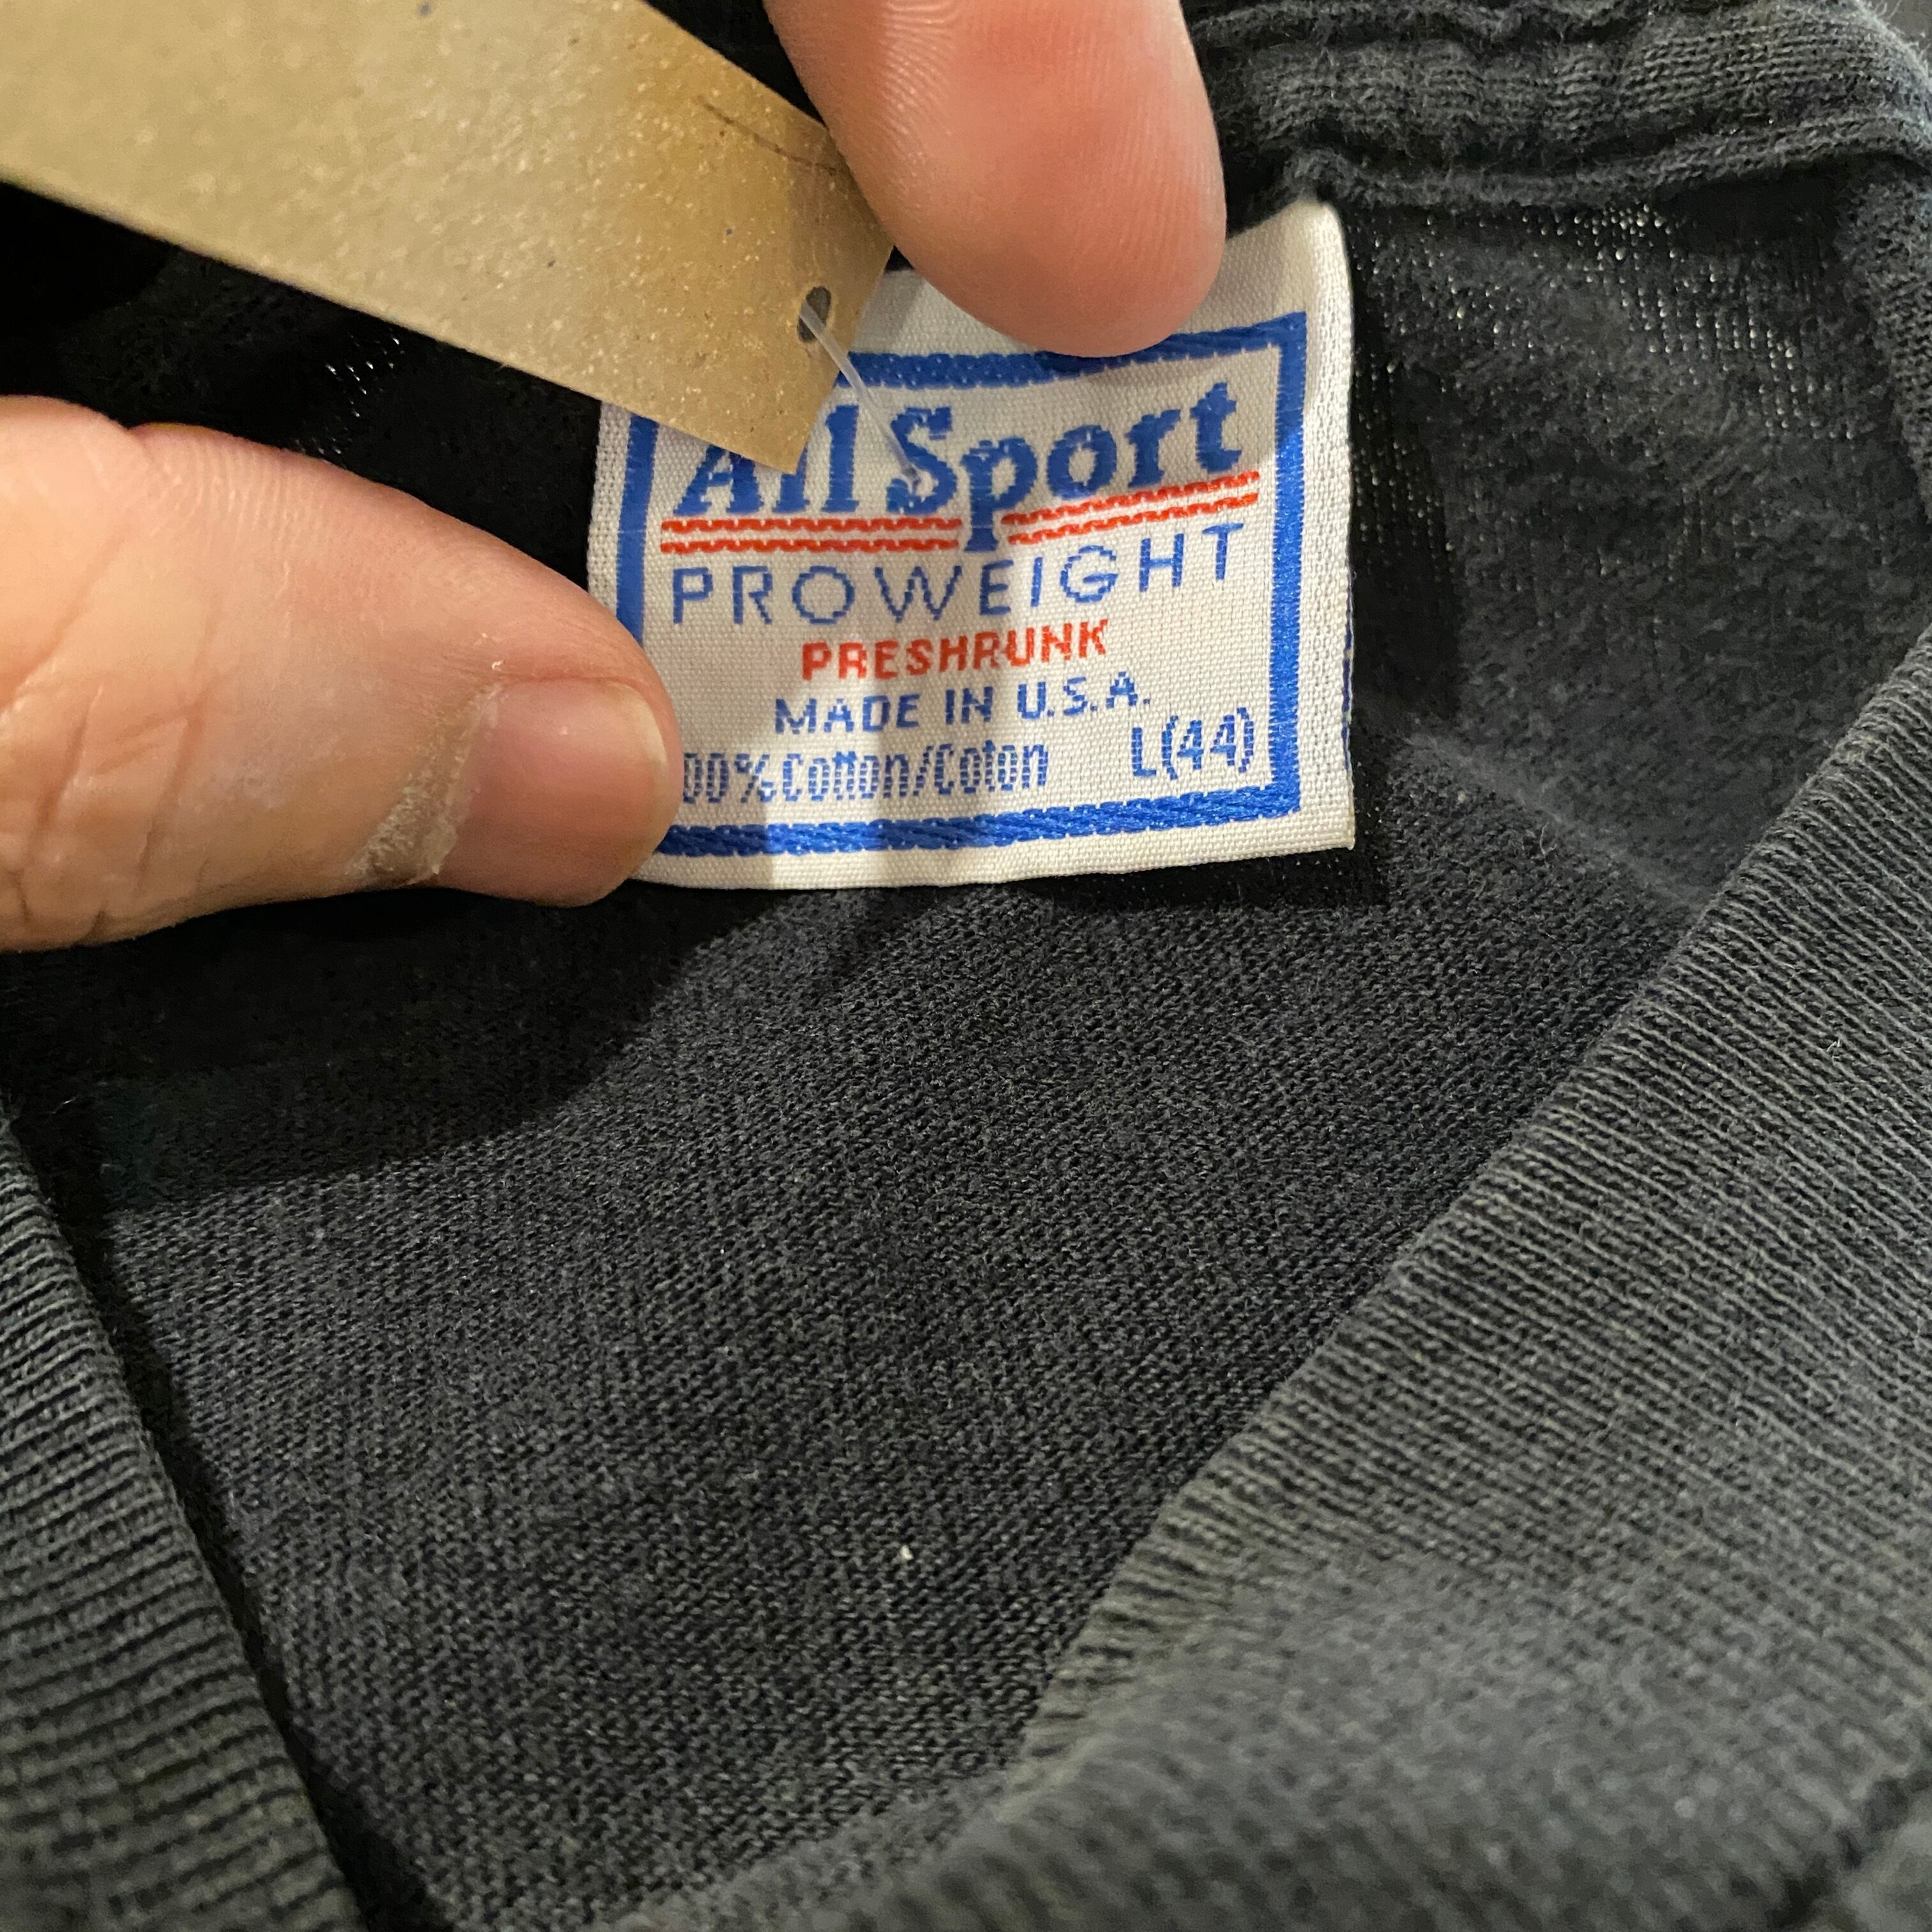 All Sport
PROWEIGHT
PRESHRUNK
MADE IN U.S.A.
00% Cotton/Coton L(44)